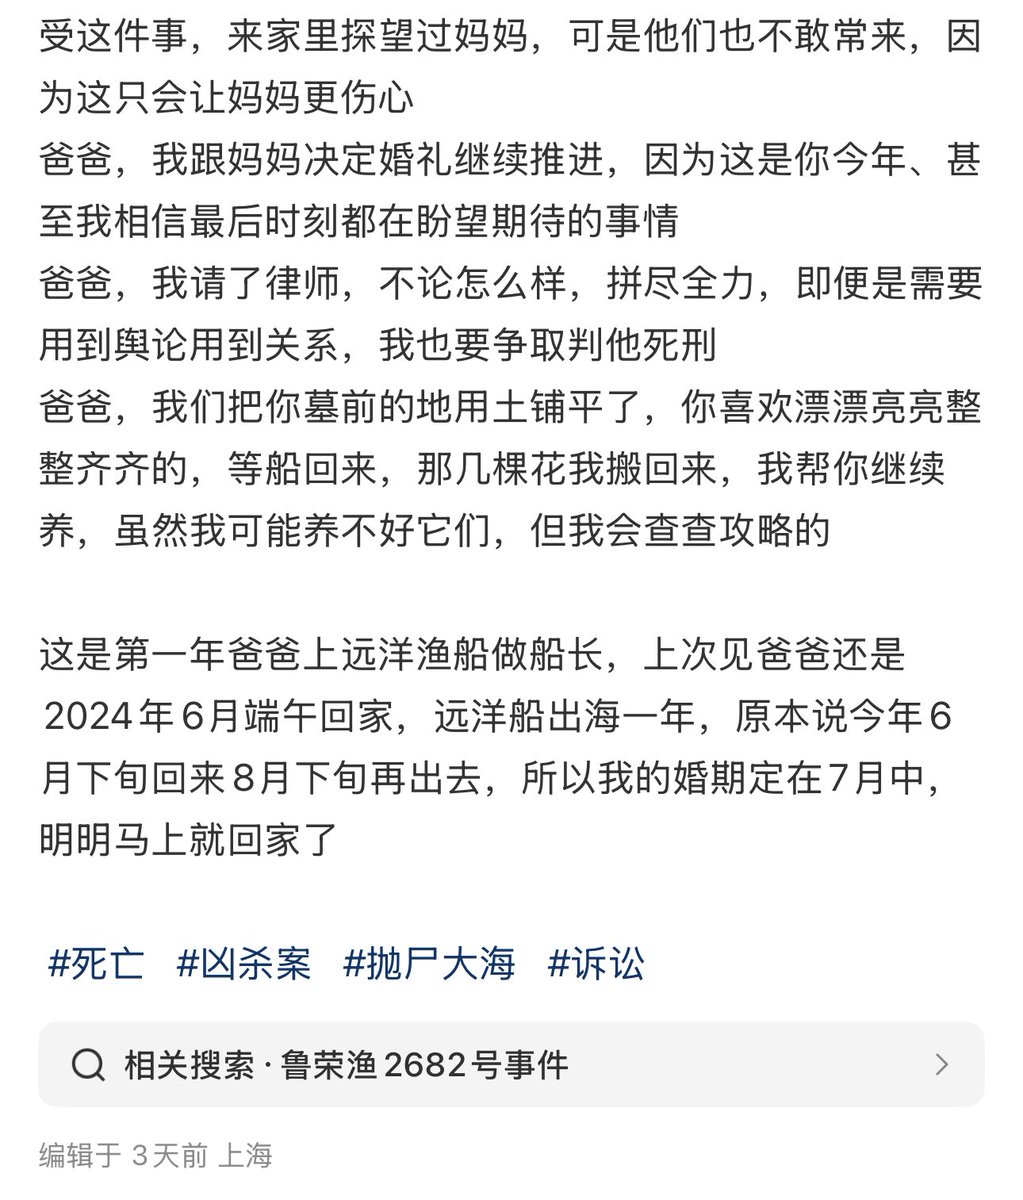 受这件事，来家里探望过妈妈，可是他们也不敢常来，因
为这只会让妈妈更伤心
爸爸，我跟妈妈决定婚礼继续推进，因为这是你今年、甚
至我相信最后时刻都在盼望期待的事情
爸爸，我请了律师，不论怎么样，拼尽全力，即便是需要
用到舆论用到关系，我也要争取判他死刑
爸爸，我们把你墓前的地用土铺平了，你喜欢漂漂亮亮整
整齐齐的，等船回来，那几棵花我搬回来，我帮你继续
养，虽然我可能养不好它们，但我会查查攻略的
这是第一年爸爸上远洋渔船做船长，上次见爸爸还是
2024年6月端午回家，远洋船出海一年，原本说今年6
月下旬回来8月下旬再出去，所以我的婚期定在7月中，
明明马上就回家了
#死亡 #凶杀案 #抛尸大海 #诉讼
相关搜索·鲁荣渔2682号事件
编辑于 3天前 上海